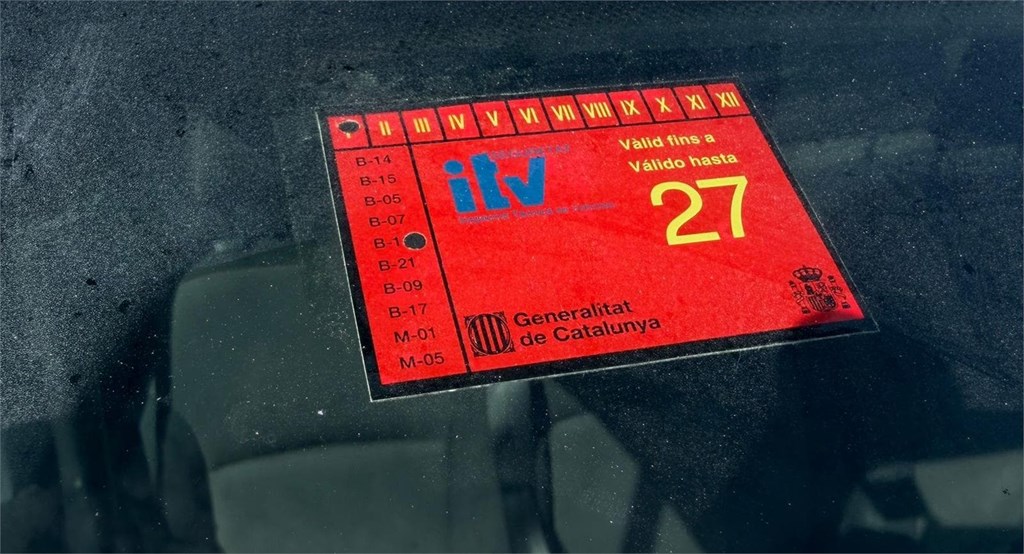 II III IV V VI VII VIII IX X XI XII
B-14
B-15
B-05
B-07
B-1
B-21
B-09
B-17
M-01
M-05
itv
Vàlid fins a
Válido hasta
27
Generalitat
de Catalunya